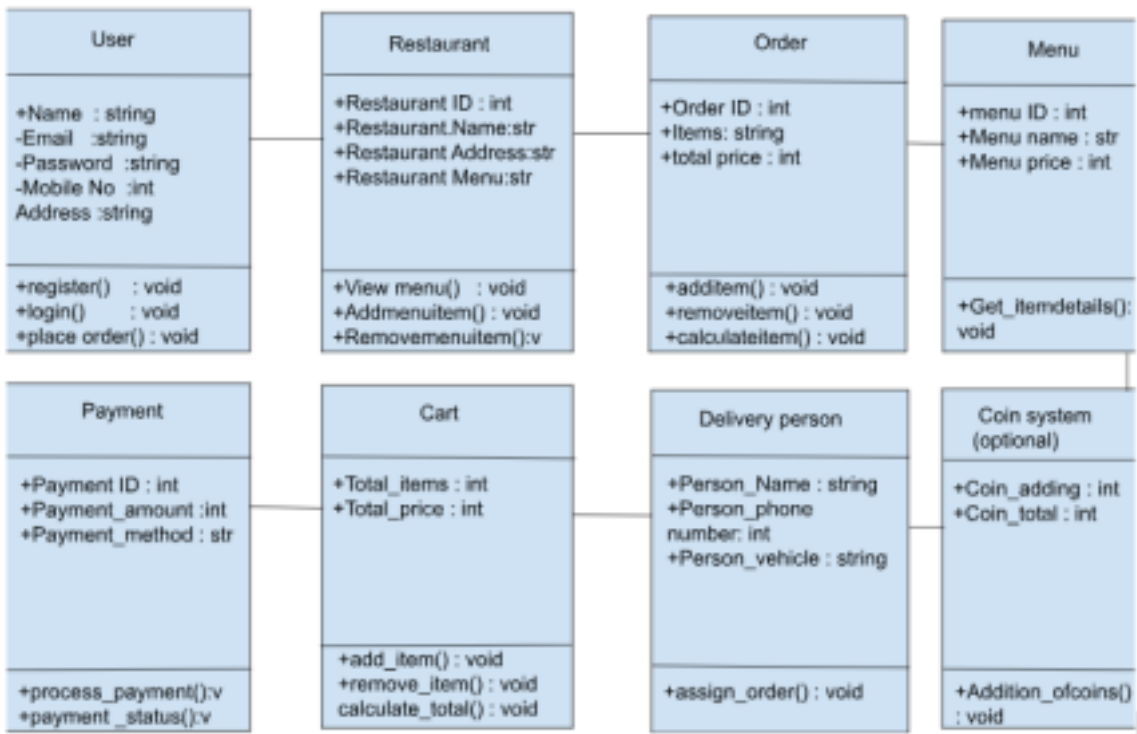 User
+Name : string
-Email :string
-Password :string
-Mobile No :int
Address :string
+register() : void
+login() : void
+place order() : void
Restaurant
+Restaurant ID : int
+Restaurant.Name:str
+Restaurant Address:str
+Restaurant Menu:str
+View menu() : void
+Addmenuitem() : void
+Removemenuitem():v
Order
+Order ID : int
+Items: string
+total price : int
+additem() : void
+removeitem() : void
+calculateitem() : void
Menu
+menu ID : int
+Menu name : str
+Menu price : int
+Get_itemdetails():
void
Payment
+Payment ID : int
+Payment_amount :int
+Payment_method : str
+process_payment():v
+payment _status():v
Cart
+Total_items : int
+Total_price : int
+add_item() : void
+remove_item() : void
calculate_total() : void
Delivery person
+Person_Name : string
+Person_phone
number: int
+Person_vehicle : string
+assign_order() : void
Coin system
(optional)
+Coin_adding : int
+Coin_total : int
+Addition_ofcoins()
: void